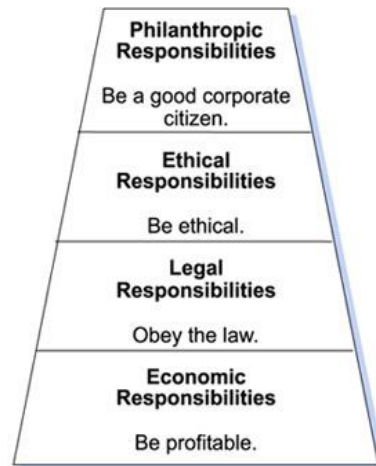 Philanthropic
Responsibilities
Be a good corporate
citizen.
Ethical
Responsibilities
Be ethical.
Legal
Responsibilities
Obey the law.
Economic
Responsibilities
Be profitable.